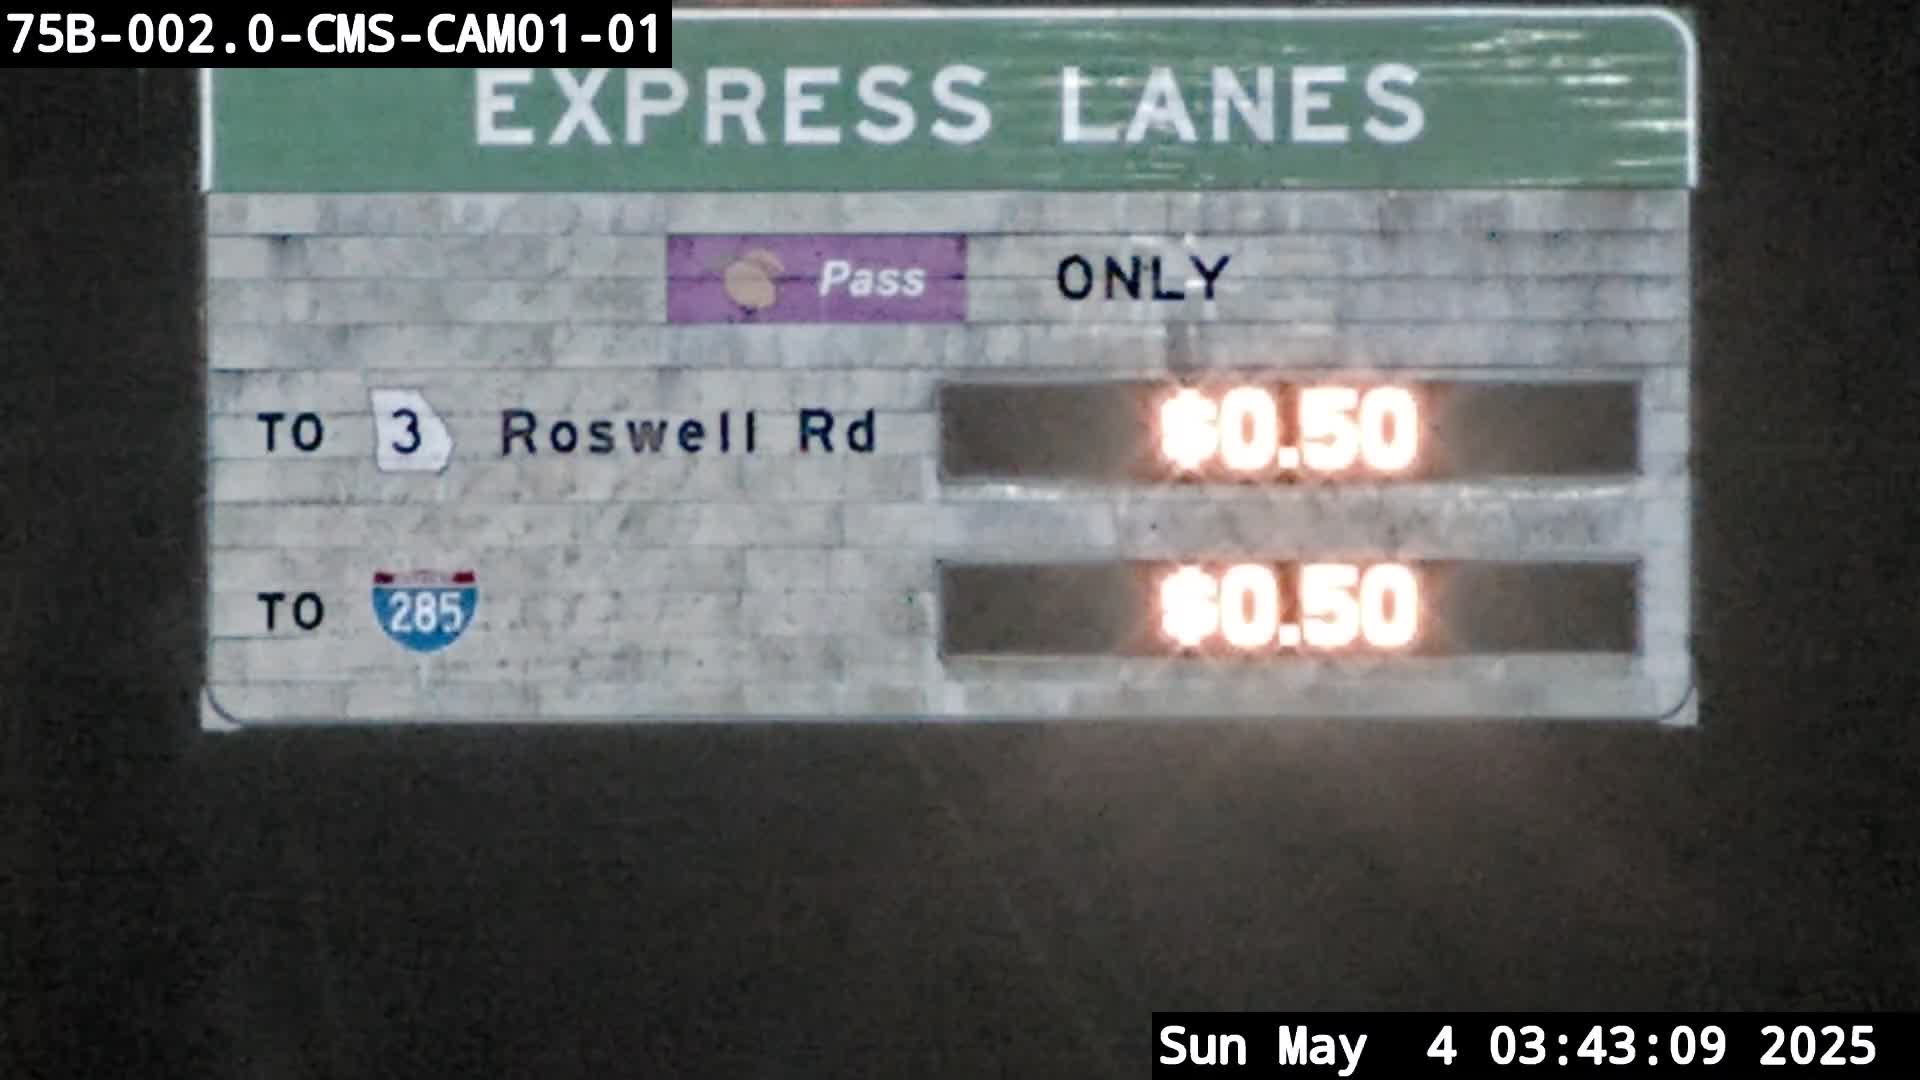 75B-002.0-CMS-CAM01-01
EXPRESS LANES
Pass ONLY
TO 3 Roswell Rd $0.50
TO 285 $0.50
Sun May 4 03:43:09 2025